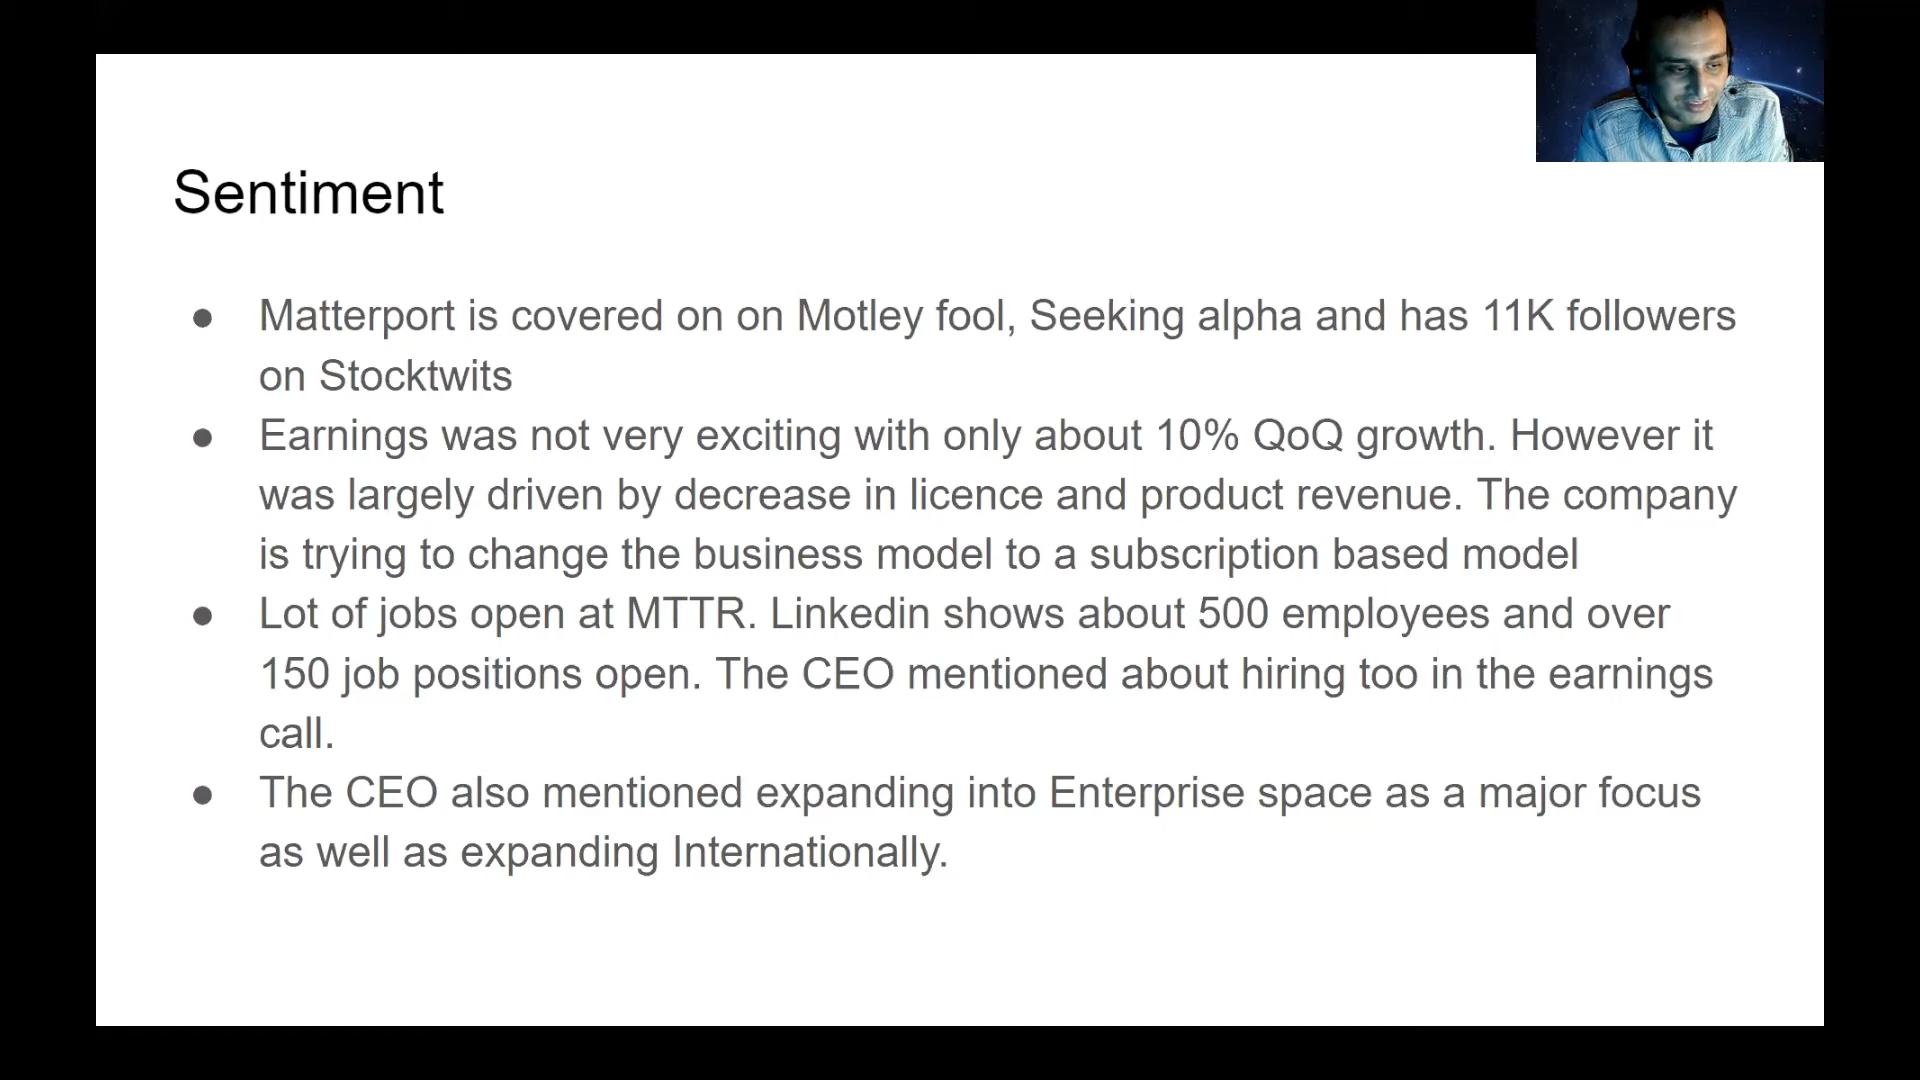 Sentiment
● Matterport is covered on on Motley fool, Seeking alpha and has 11K followers
on Stocktwits
● Earnings was not very exciting with only about 10% QoQ growth. However it
was largely driven by decrease in licence and product revenue. The company
is trying to change the business model to a subscription based model
● Lot of jobs open at MTTR. Linkedin shows about 500 employees and over
150 job positions open. The CEO mentioned about hiring too in the earnings
call.
● The CEO also mentioned expanding into Enterprise space as a major focus
as well as expanding Internationally.